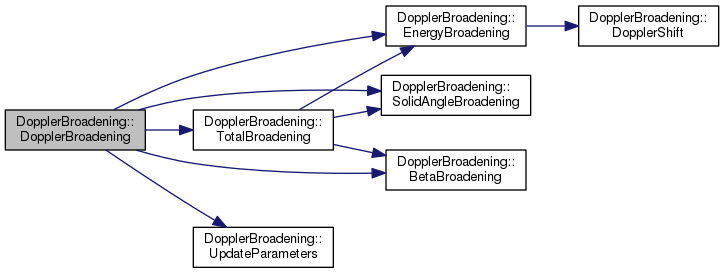 DopplerBroadening::
EnergyBroadening
DopplerBroadening::
DopplerShift
DopplerBroadening::
SolidAngleBroadening
DopplerBroadening::
DopplerBroadening
DopplerBroadening::
TotalBroadening
DopplerBroadening::
BetaBroadening
DopplerBroadening::
UpdateParameters